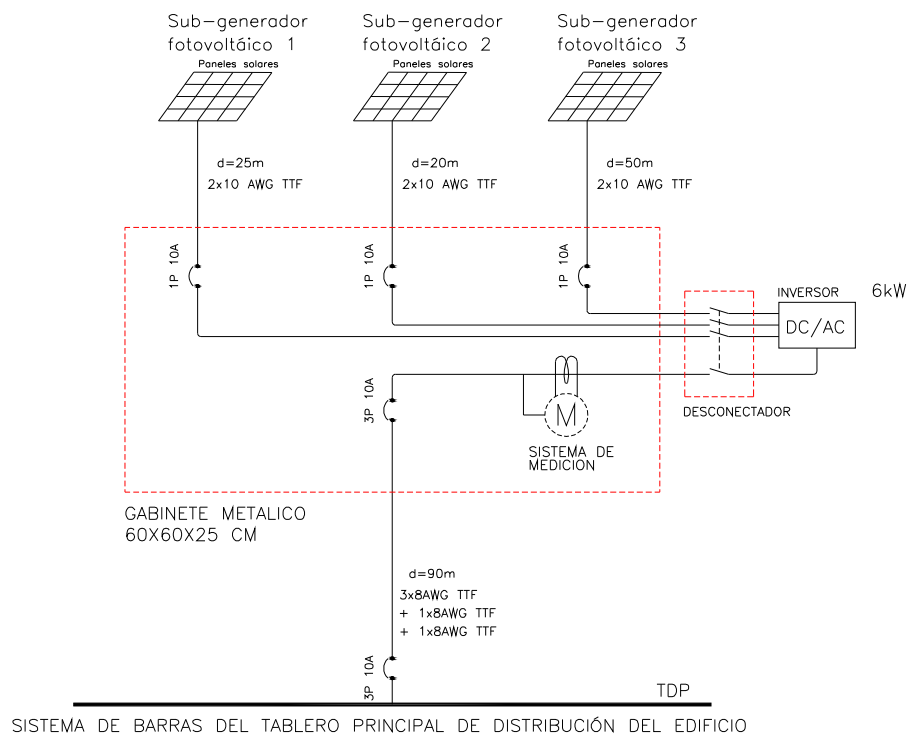 Sub-generador
fotovoltáico 1
Paneles solares
Sub-generador
fotovoltáico 2
Paneles solares
Sub-generador
fotovoltáico 3
Paneles solares
d=25m
2x10 AWG TTF
d=20m
2x10 AWG TTF
d=50m
2x10 AWG TTF
1P 10A
1P 10A
1P 10A
INVERSOR
6kW
DC/AC
DESCONECTADOR
3P 10A
M
SISTEMA DE
MEDICION
GABINETE METALICO
60X60X25 CM
d=90m
3x8AWG TTF
+ 1x8AWG TTF
+ 1x8AWG TTF
3P 10A
TDP
SISTEMA DE BARRAS DEL TABLERO PRINCIPAL DE DISTRIBUCIÓN DEL EDIFICIO